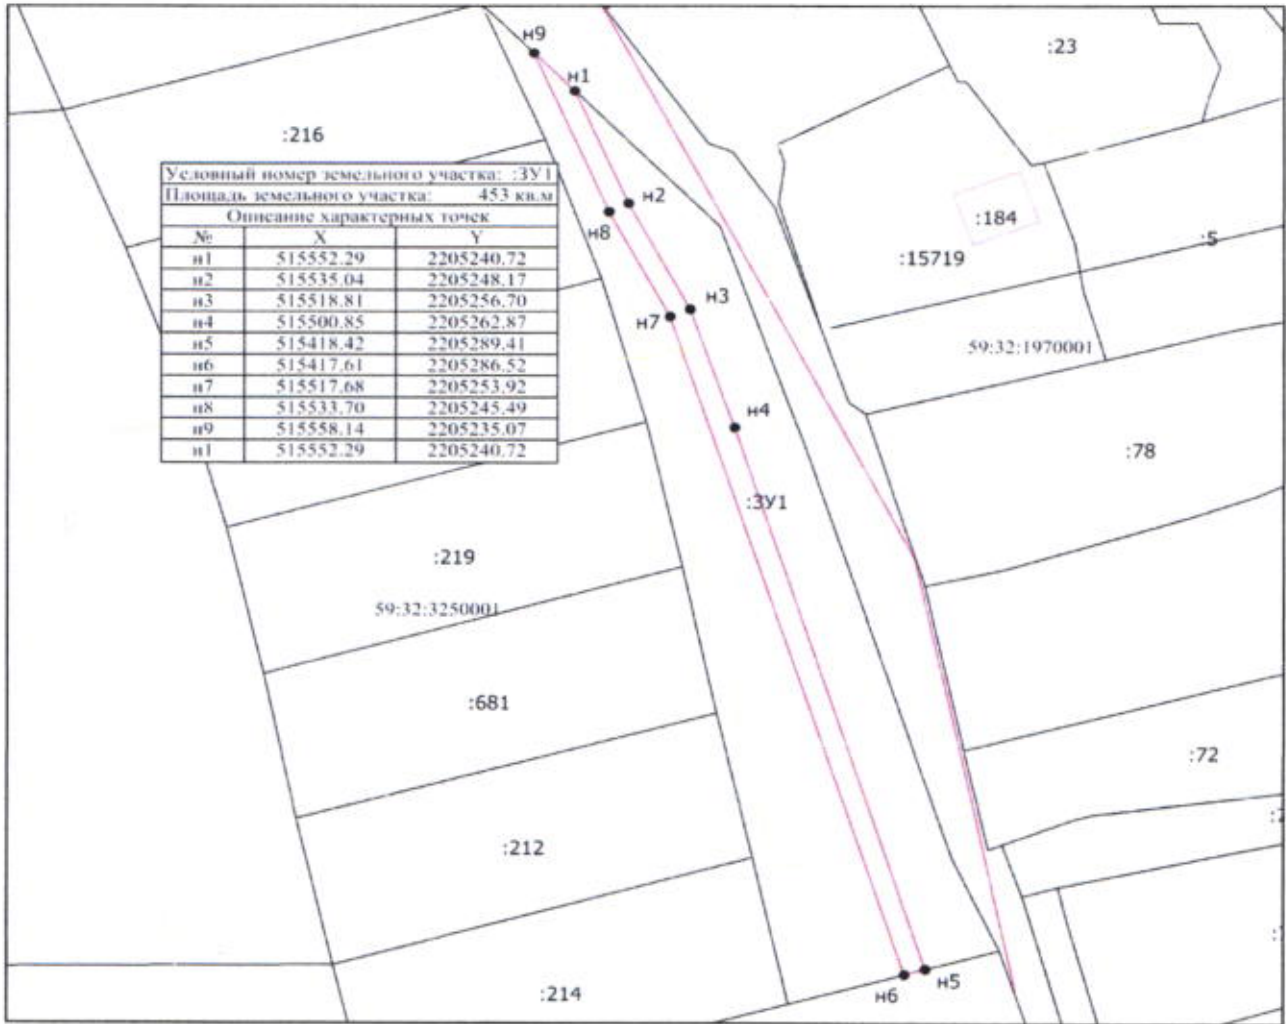 н9
:23
н1
:216
Условный номер земельного участка: :ЗУ1
Площадь земельного участка: 453 кв.м
Описание характерных точек
№ X Y
н1 515552.29 2205240.72
н2 515535.04 2205248.17
н3 515518.81 2205256.70
н4 515500.85 2205262.87
н5 515418.42 2205289.41
н6 515417.61 2205286.52
н7 515517.68 2205253.92
н8 515533.70 2205245.49
н9 515558.14 2205235.07
н1 515552.29 2205240.72
н2
:184
н8
:5
:15719
н3
н7
59:32:1970001
н4
:78
:ЗУ1
:219
59:32:3250001
:681
:72
:212
н5
н6
:214